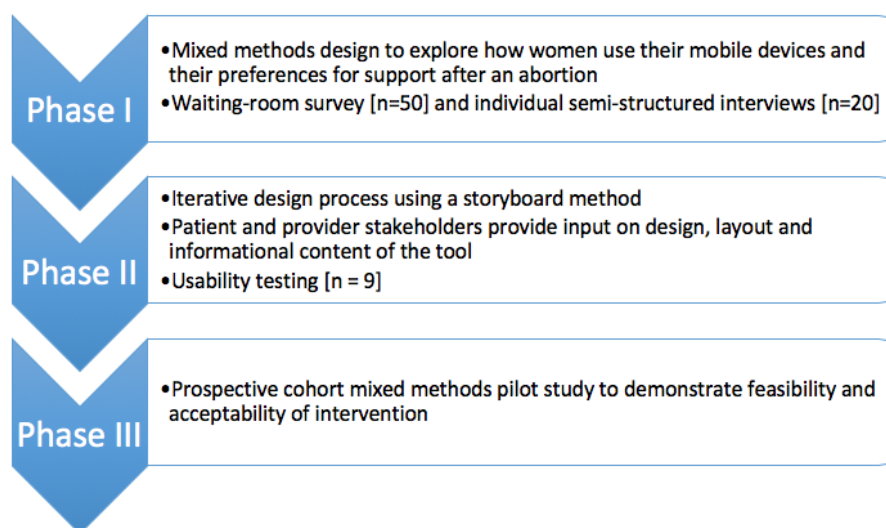 Phase I
•Mixed methods design to explore how women use their mobile devices and
their preferences for support after an abortion
•Waiting-room survey [n=50] and individual semi-structured interviews [n=20]
Phase II
•Iterative design process using a storyboard method
•Patient and provider stakeholders provide input on design, layout and
informational content of the tool
•Usability testing [n = 9]
Phase III
•Prospective cohort mixed methods pilot study to demonstrate feasibility and
acceptability of intervention